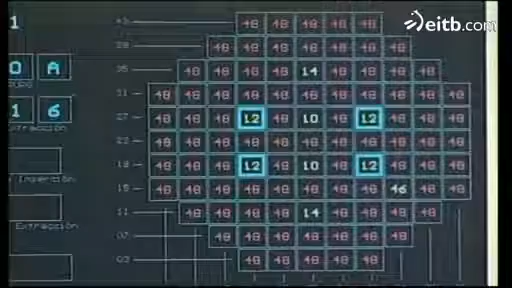 eitb.com
1
43 48 48 48 48 48
39 48 48 48 48 48 48 48
0 A
35 48 48 48 48 14 48 48 48 48
31 48 48 48 48 48 48 48 48 48 48 48
1 6
27 48 48 48 12 48 10 48 12 48 48 48
xtracción
48 48 48 48 48 48 48 48 48 48 48
19 48 48 48 12 48 10 48 12 48 48 48
Inserción
15 48 48 48 48 48 48 48 48 46 48 48
11 48 48 48 48 14 48 48 48 48
Extracción
07 48 48 48 48 48 48 48
03 48 48 48 48 48